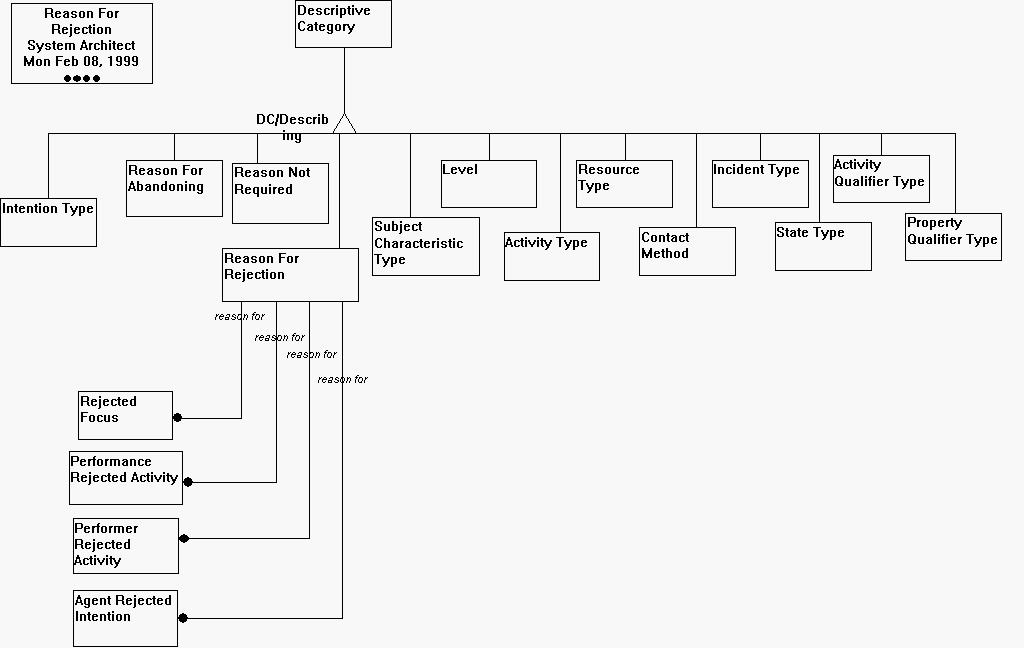 Reason For
Rejection
System Architect
Mon Feb 08, 1999
Descriptive
Category
DC/Describ
ing
Intention Type
Reason For
Abandoning
Reason Not
Required
Reason For
Rejection
Subject
Characteristic
Type
Level
Activity Type
Resource
Type
Contact
Method
Incident Type
State Type
Activity
Qualifier Type
Property
Qualifier Type
reason for
reason for
reason for
reason for
Rejected
Focus
Performance
Rejected Activity
Performer
Rejected
Activity
Agent Rejected
Intention